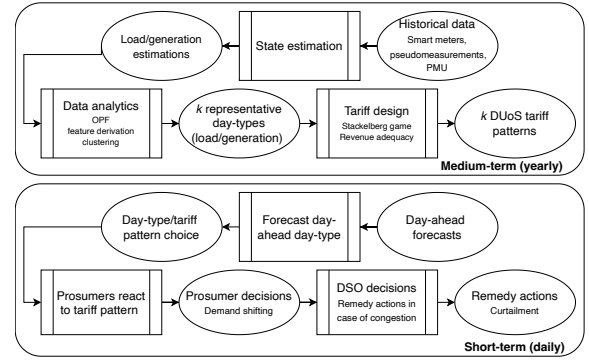 Historical data
Smart meters,
pseudomeasurements,
PMU
State estimation
Load/generation
estimations
Data analytics
OPF
feature derivation
clustering
k representative
day-types
(load/generation)
Tariff design
Stackelberg game
Revenue adequacy
k DUoS tariff
patterns
Medium-term (yearly)
Day-ahead
forecasts
Forecast day-
ahead day-type
Day-type/tariff
pattern choice
Prosumers react
to tariff pattern
Prosumer decisions
Demand shifting
DSO decisions
Remedy actions in
case of congestion
Remedy actions
Curtailment
Short-term (daily)